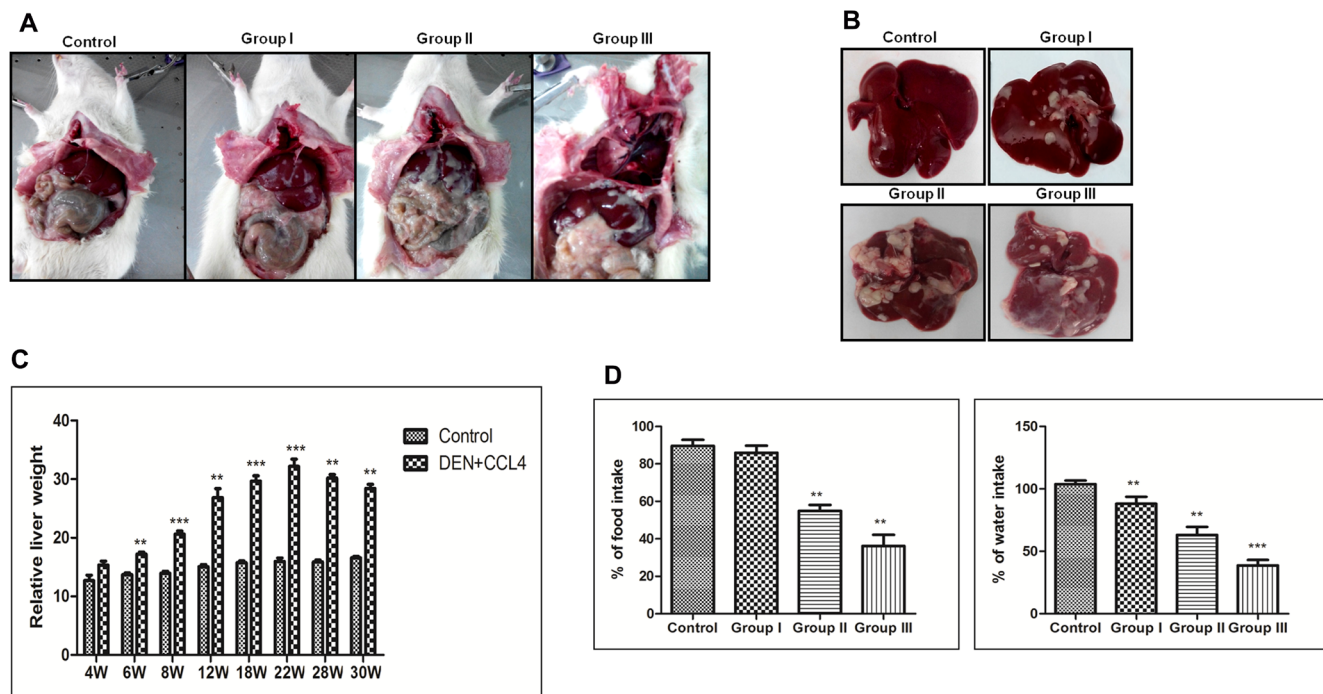 A
Control
Group I
Group II
Group III
B
Control
Group I
Group II
Group III
C
Relative liver weight
40
30
20
10
0
4W 6W 8W 12W 18W 22W 28W 30W
** *** ** *** *** ** **
Control
DEN+CCL4
D
% of food intake
100
80
60
40
20
0
** **
Control Group I Group II Group III
% of water intake
150
100
50
0
** ** ***
Control Group I Group II Group III